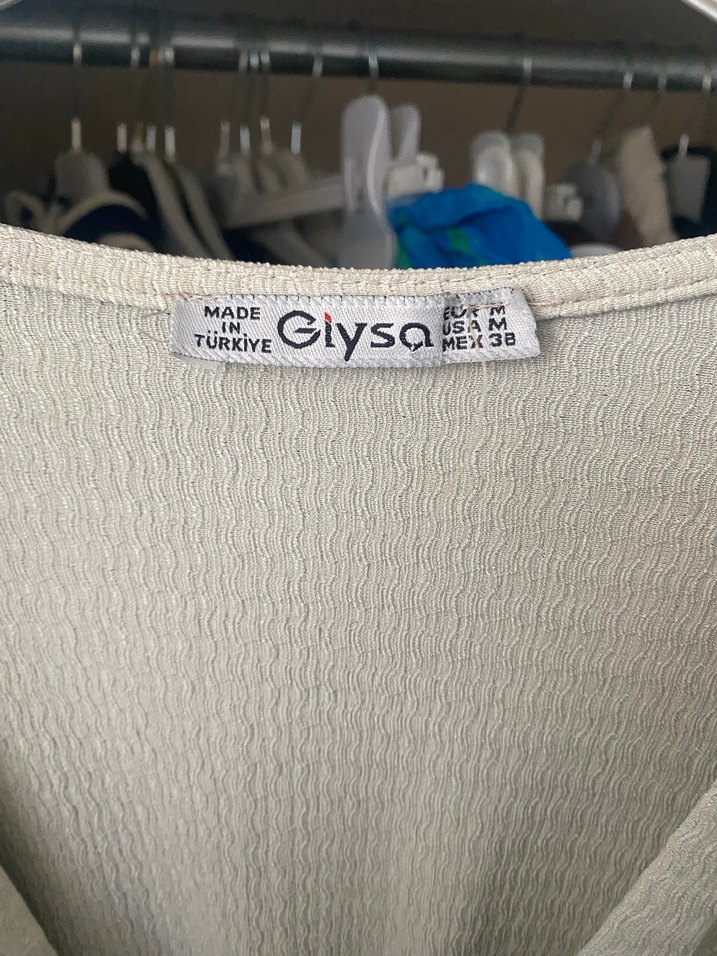 MADE
IN
TÜRKİYE
Giysa
EUR M
USA M
MEX 38